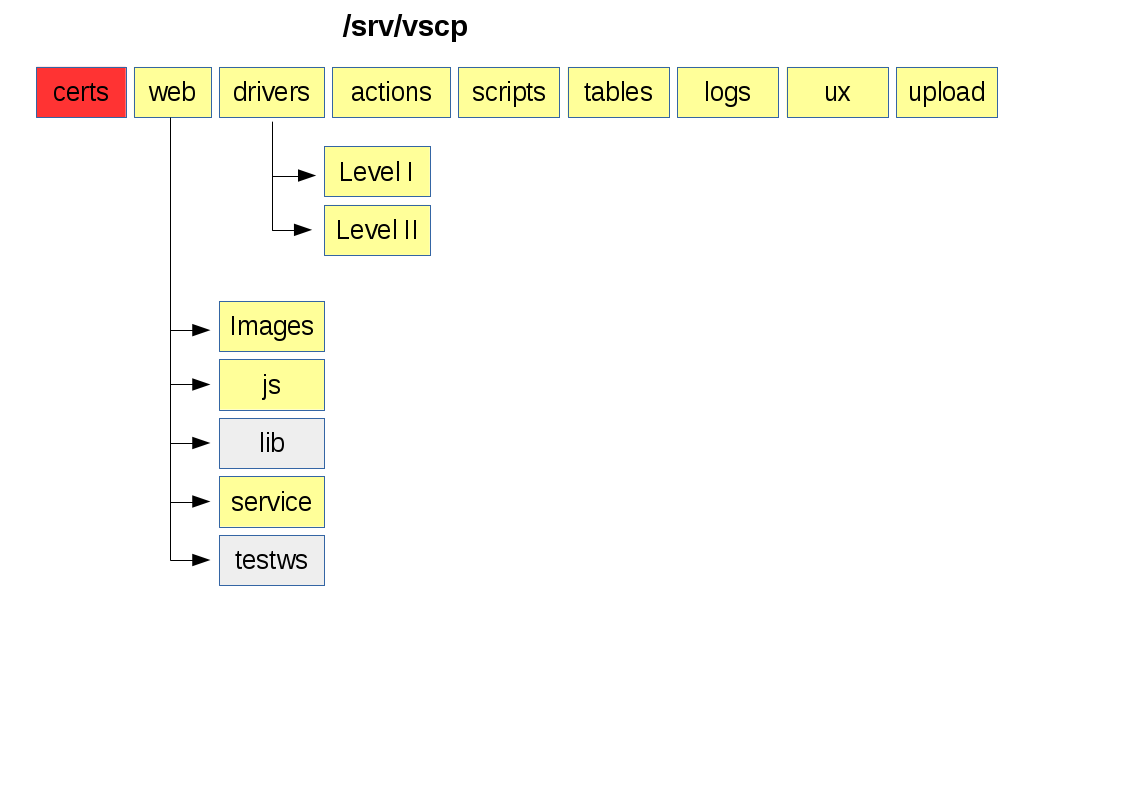 /srv/vscp
certs web drivers actions scripts tables logs ux upload
Level I
Level II
Images
js
lib
service
testws